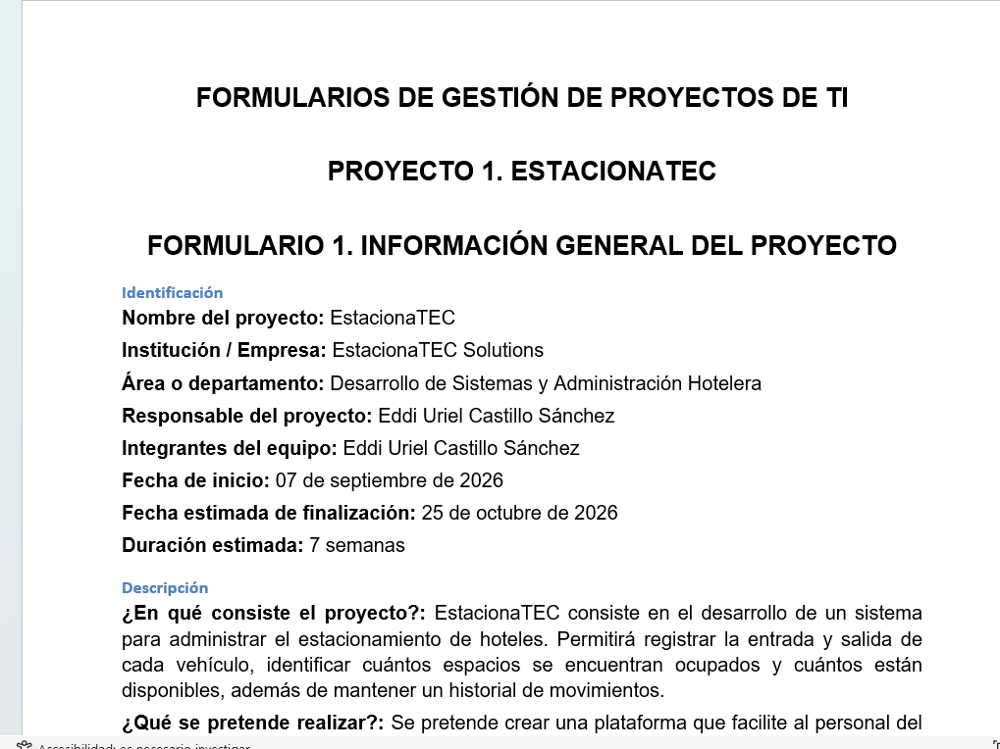 FORMULARIOS DE GESTIÓN DE PROYECTOS DE TI
PROYECTO 1. ESTACIONATEC
FORMULARIO 1. INFORMACIÓN GENERAL DEL PROYECTO
Identificación
Nombre del proyecto: EstacionaTEC
Institución / Empresa: EstacionaTEC Solutions
Área o departamento: Desarrollo de Sistemas y Administración Hotelera
Responsable del proyecto: Eddi Uriel Castillo Sánchez
Integrantes del equipo: Eddi Uriel Castillo Sánchez
Fecha de inicio: 07 de septiembre de 2026
Fecha estimada de finalización: 25 de octubre de 2026
Duración estimada: 7 semanas
Descripción
¿En qué consiste el proyecto?: EstacionaTEC consiste en el desarrollo de un sistema
para administrar el estacionamiento de hoteles. Permitirá registrar la entrada y salida de
cada vehículo, identificar cuántos espacios se encuentran ocupados y cuántos están
disponibles, además de mantener un historial de movimientos.
¿Qué se pretende realizar?: Se pretende crear una plataforma que facilite al personal del
Accesibilidad: es necesario investigar